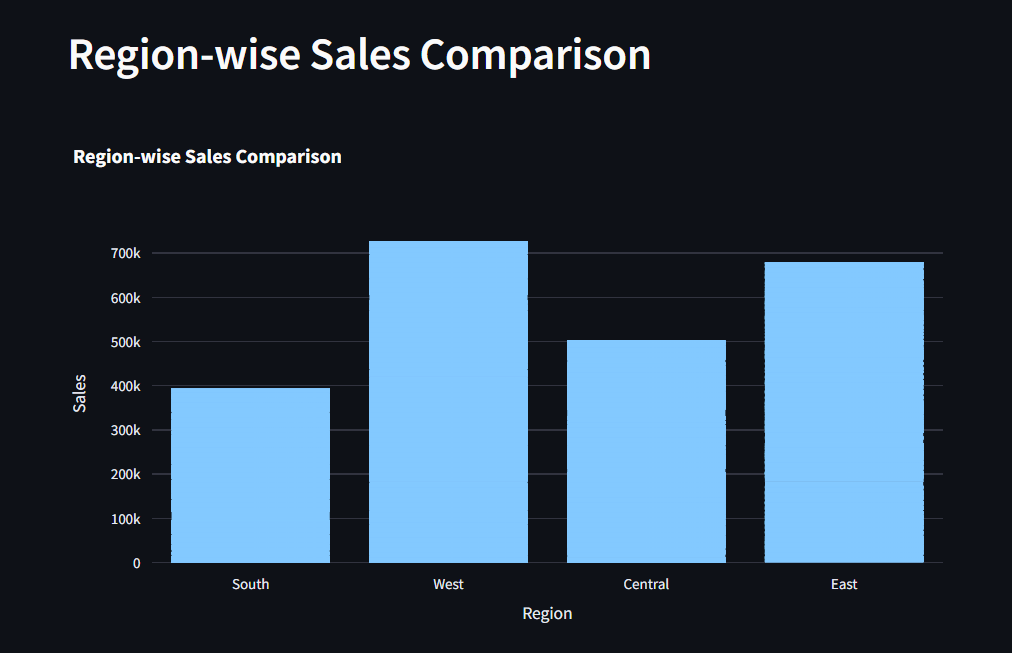 Region-wise Sales Comparison
Region-wise Sales Comparison
700k
600k
500k
400k
300k
200k
100k
0
Sales
South West Central East
Region